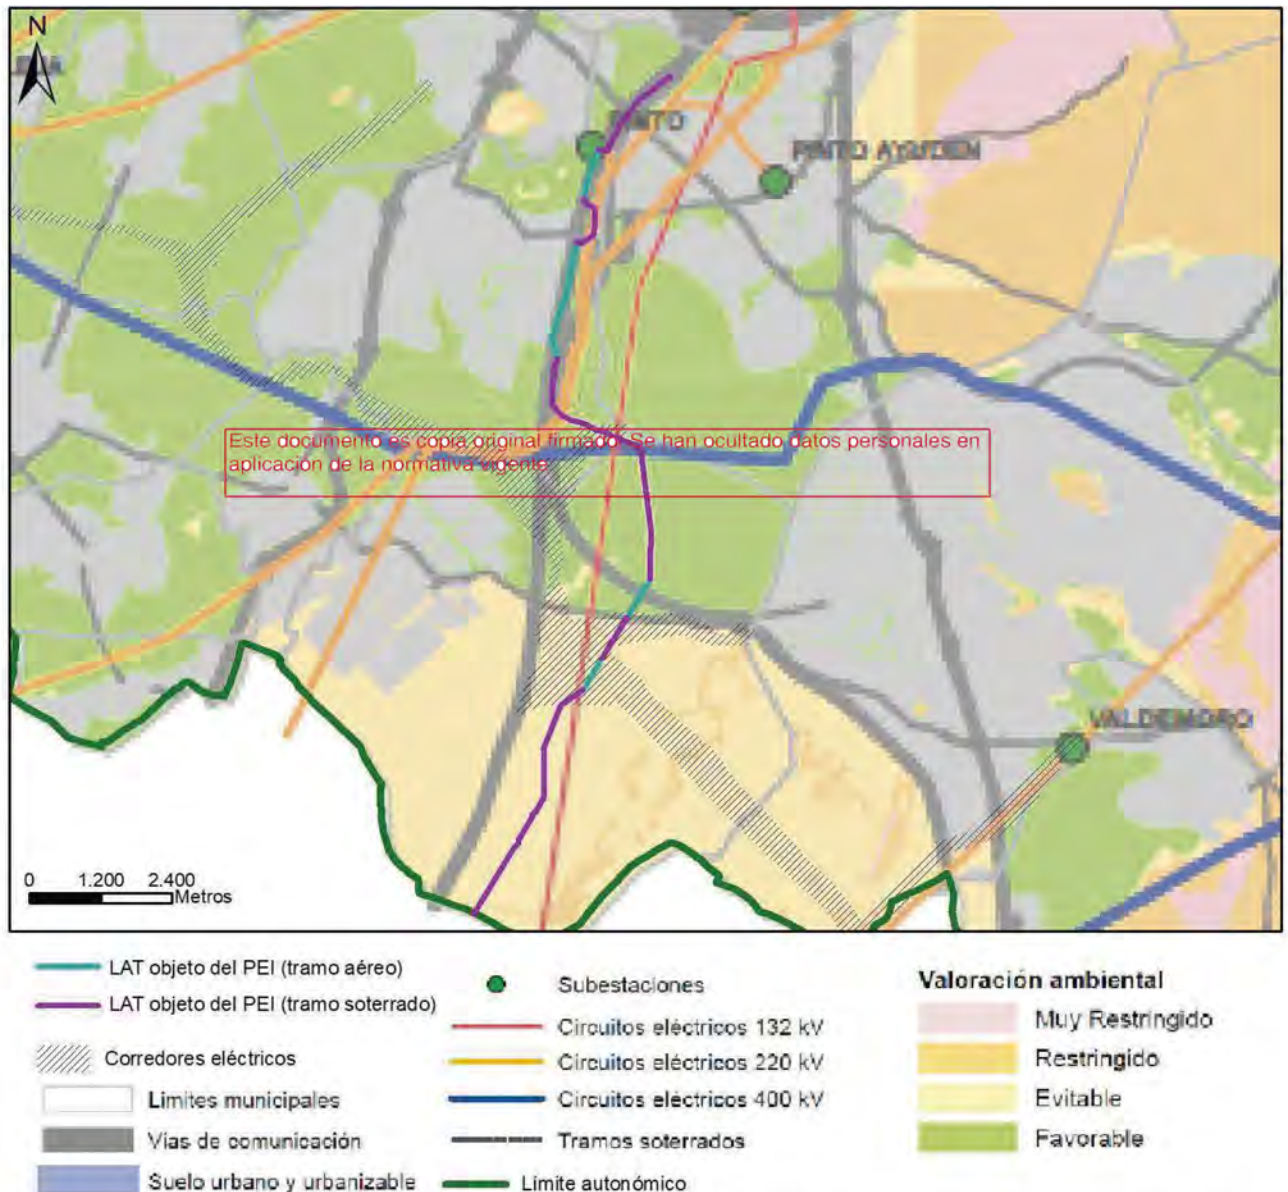 N
PINTO
PINTO AYUDEN
Este documento es copia original firmado. Se han ocultado datos personales en
aplicación de la normativa vigente
VALDEMORO
0 1.200 2.400
Metros
LAT objeto del PEI (tramo aéreo)
LAT objeto del PEI (tramo soterrado)
Corredores eléctricos
Limites municipales
Vías de comunicación
Suelo urbano y urbanizable
Subestaciones
Circuitos eléctricos 132 kV
Circuitos eléctricos 220 kV
Circuitos eléctricos 400 kV
Tramos soterrados
Límite autonómico
Valoración ambiental
Muy Restringido
Restringido
Evitable
Favorable